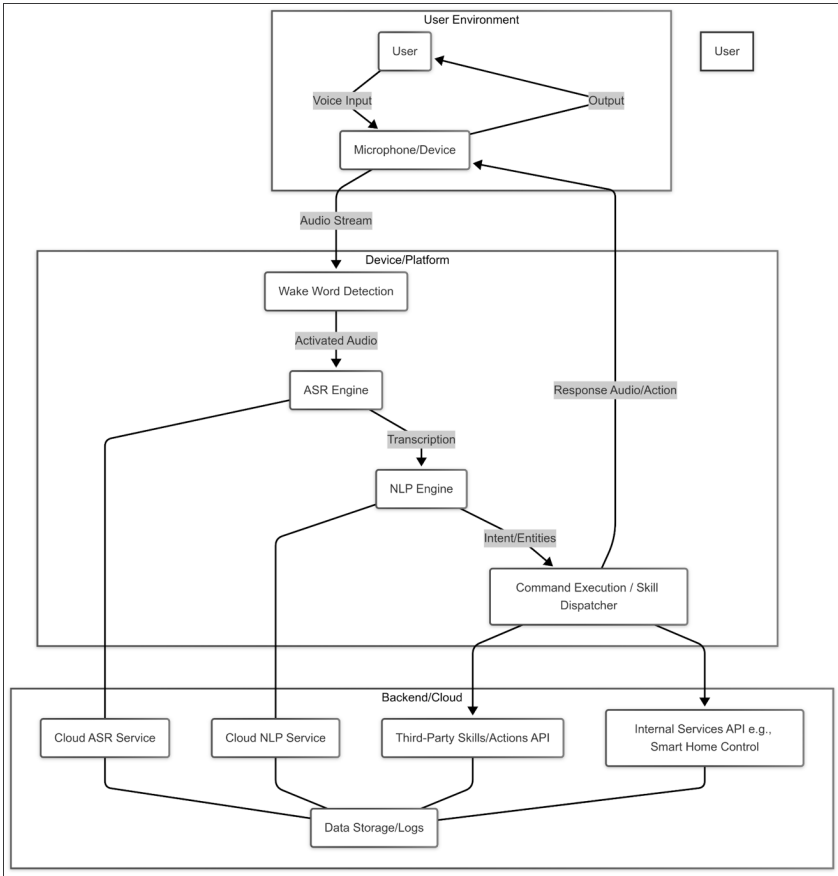 User Environment
User
User
Voice Input
Output
Microphone/Device
Audio Stream
Device/Platform
Wake Word Detection
Activated Audio
ASR Engine
Response Audio/Action
Transcription
NLP Engine
Intent/Entities
Command Execution / Skill
Dispatcher
Backend/Cloud
Cloud ASR Service
Cloud NLP Service
Third-Party Skills/Actions API
Internal Services API e.g.,
Smart Home Control
Data Storage/Logs